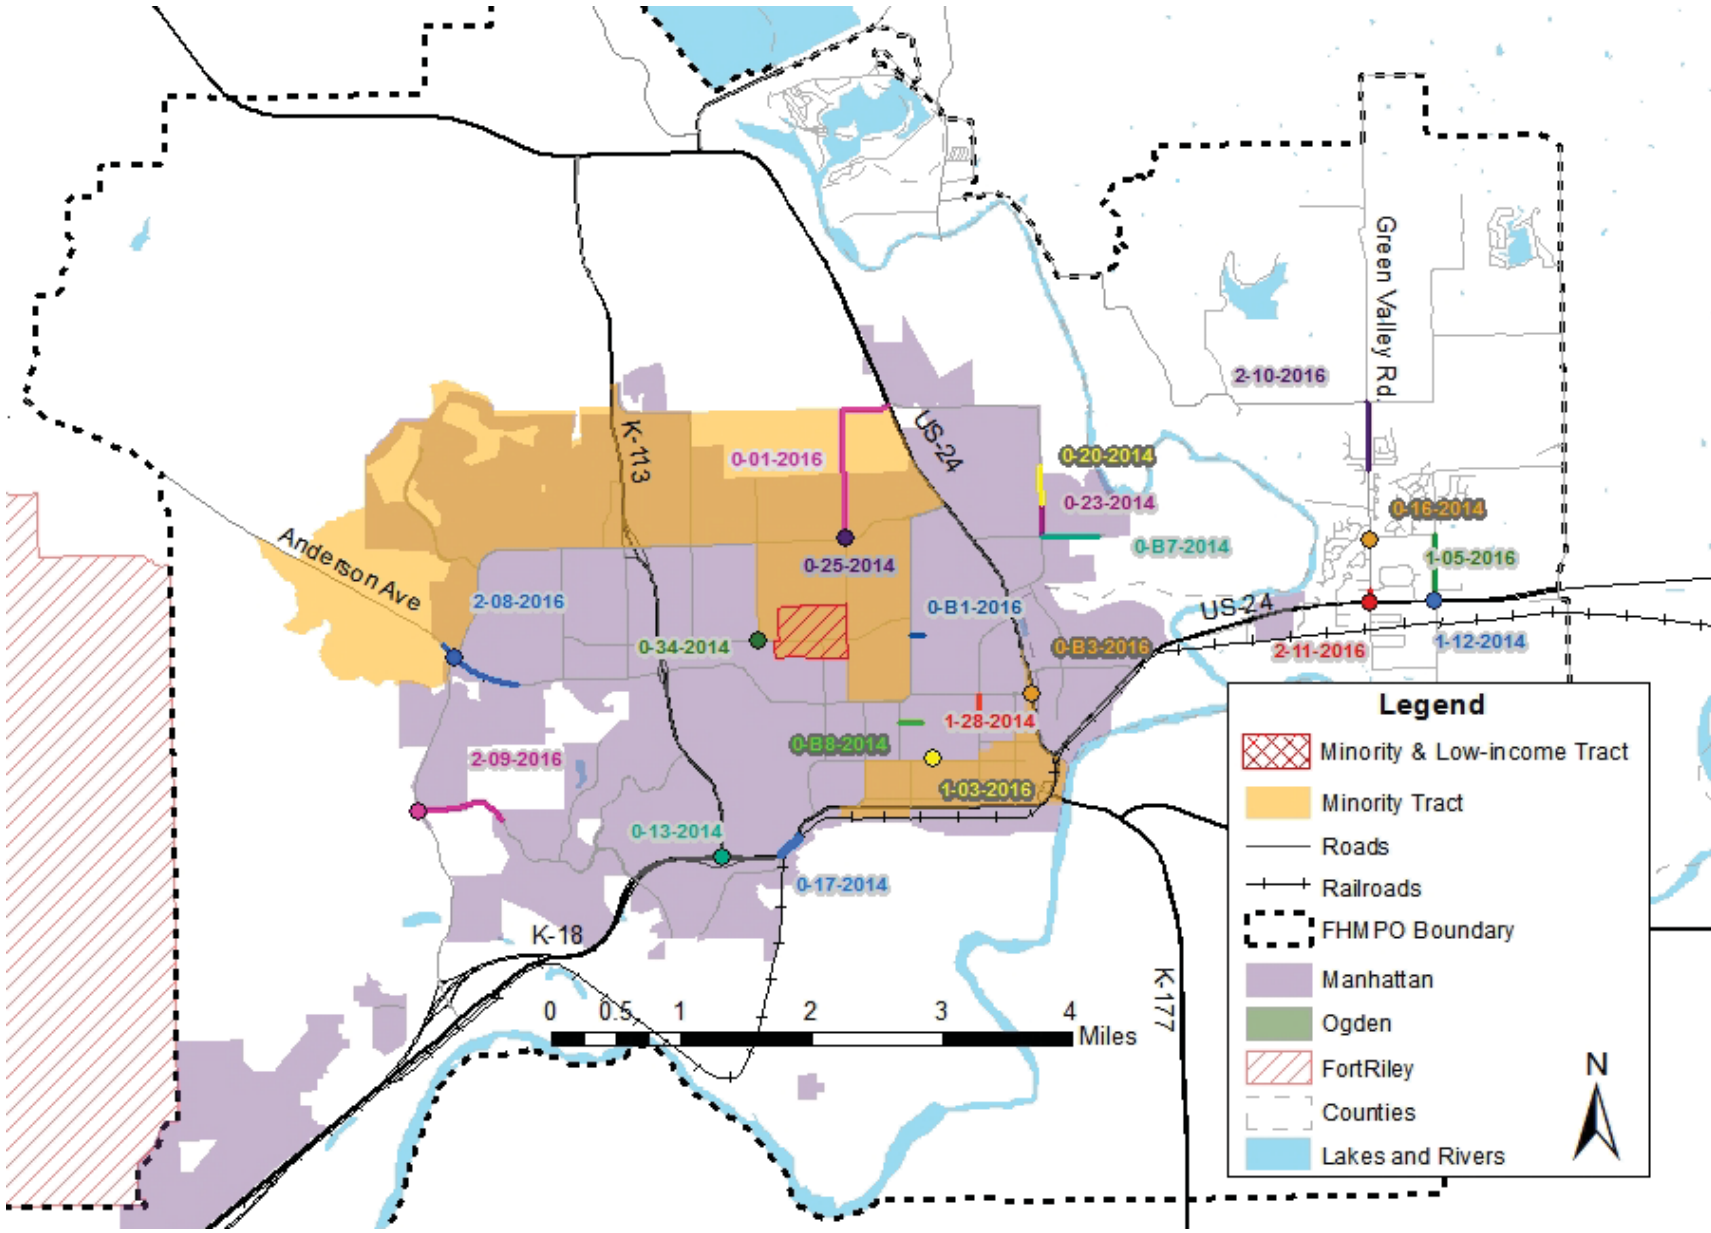 Green Valley Rd.
2-10-2016
US-24
K-113
0-01-2016
0-20-2014
0-23-2014
0-16-2014
Anderson Ave
0-25-2014
0-B7-2014
1-05-2016
2-08-2016
0-B1-2016
US-24
0-34-2014
0-B3-2016
2-11-2016
1-12-2014
1-28-2014
0-B8-2014
2-09-2016
1-03-2016
0-13-2014
0-17-2014
K-18
K-177
0 0.5 1 2 3 4
Miles
Legend
Minority & Low-income Tract
Minority Tract
Roads
Railroads
FHMPO Boundary
Manhattan
Ogden
FortRiley
Counties
Lakes and Rivers
N